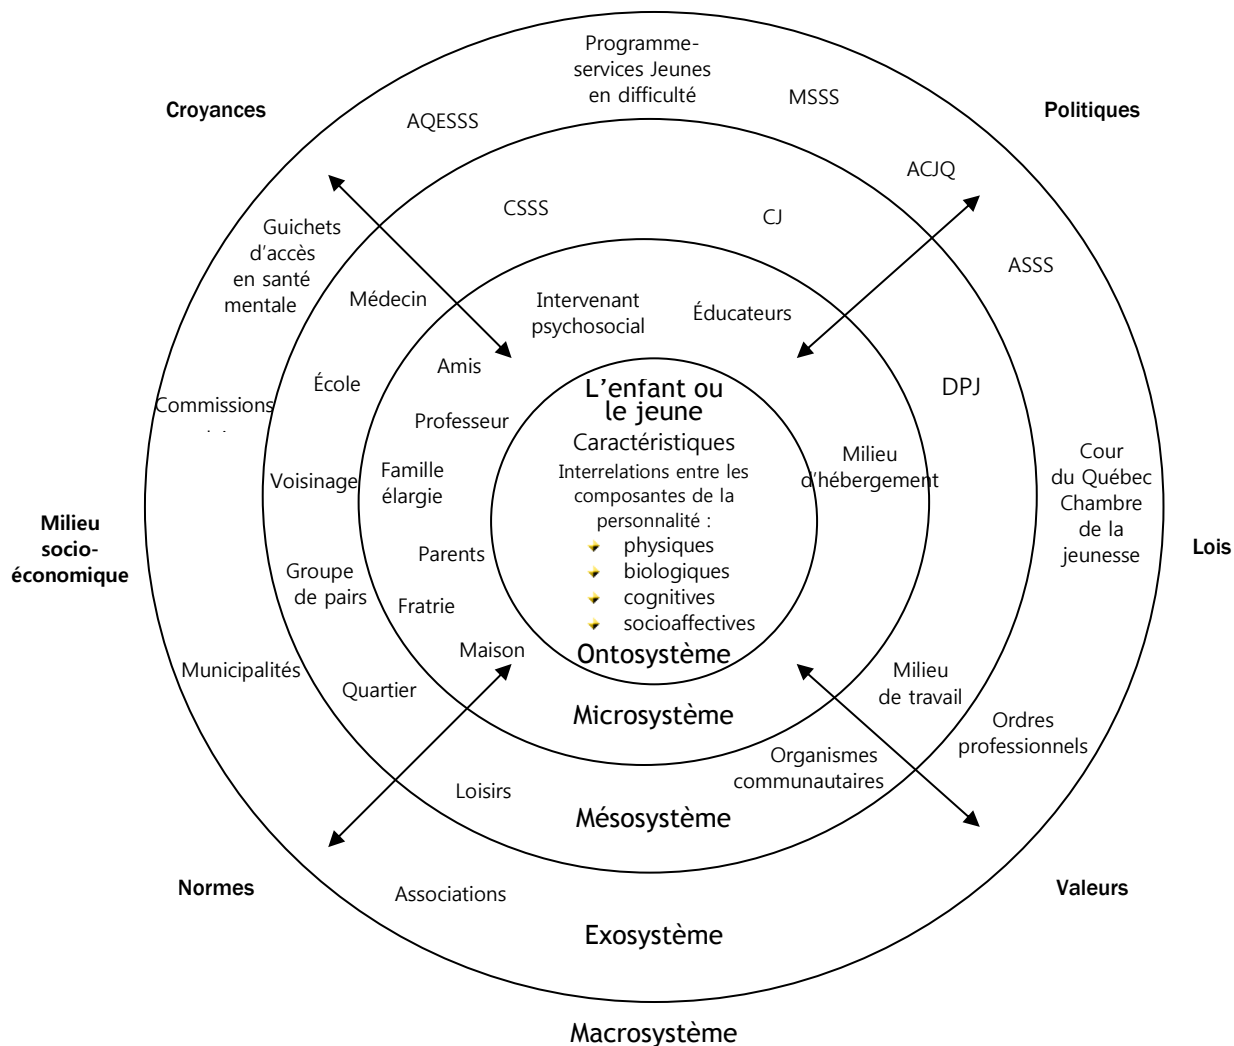 Programme-
services Jeunes
en difficulté
MSSS
Croyances
Politiques
AQESSS
ACJQ
CSSS
CJ
Guichets
d'accès
en santé
mentale
ASSS
Médecin
Intervenant
psychosocial
Éducateurs
Amis
École
L'enfant ou
le jeune
DPJ
Commissions
Professeur
Caractéristiques
Cour
du Québec
Chambre
de la
jeunesse
Milieu
d'hébergement
Voisinage
Famille
élargie
Interrelations entre les
composantes de la
personnalité :
physiques
biologiques
cognitives
socioaffectives
Milieu
socio-
économique
Lois
Parents
Groupe
de pairs
Fratrie
Maison
Ontosystème
Municipalités
Quartier
Milieu
de travail
Microsystème
Ordres
professionnels
Organismes
communautaires
Loisirs
Mésosystème
Normes
Associations
Valeurs
Exosystème
Macrosystème